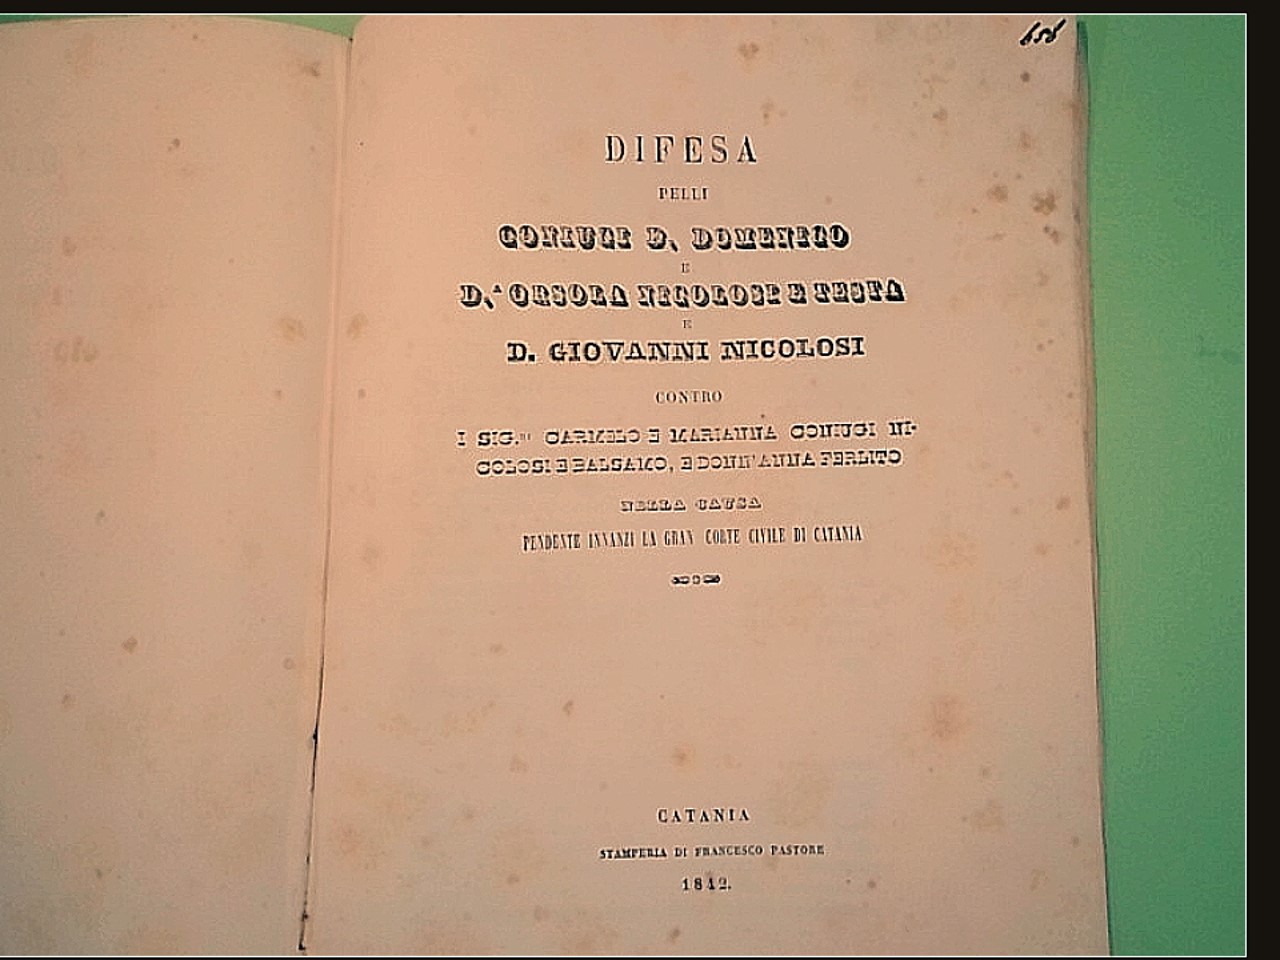 658
DIFESA
PELLI
CONIUGI D. DOMENICO
E
D.ᴬ ORSOLA NICOLOSI E TESTA
E
D. GIOVANNI NICOLOSI
CONTRO
I SIG.ᴿᴵ CARMELO E MARIANNA CONIUGI NI-
COLOSI E BALSAMO, E DONN'ANNA FERLITO
NELLA CAUSA
PENDENTE INNANZI LA GRAN CORTE CIVILE DI CATANIA
CATANIA
STAMPERIA DI FRANCESCO PASTORE
1842.